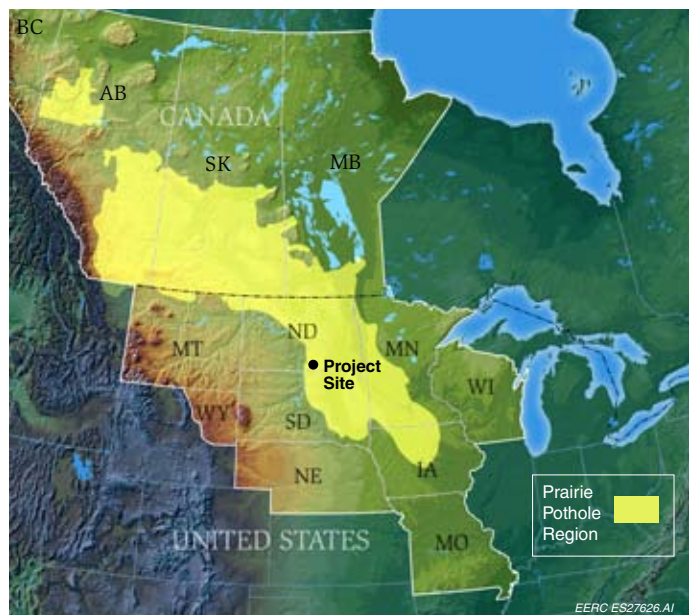 BC
AB
CANADA
SK
MB
ND
MT
MN
Project
Site
WI
WY
SD
NE
IA
Prairie
Pothole
Region
UNITED STATES
MO
EERC ES27626.AI